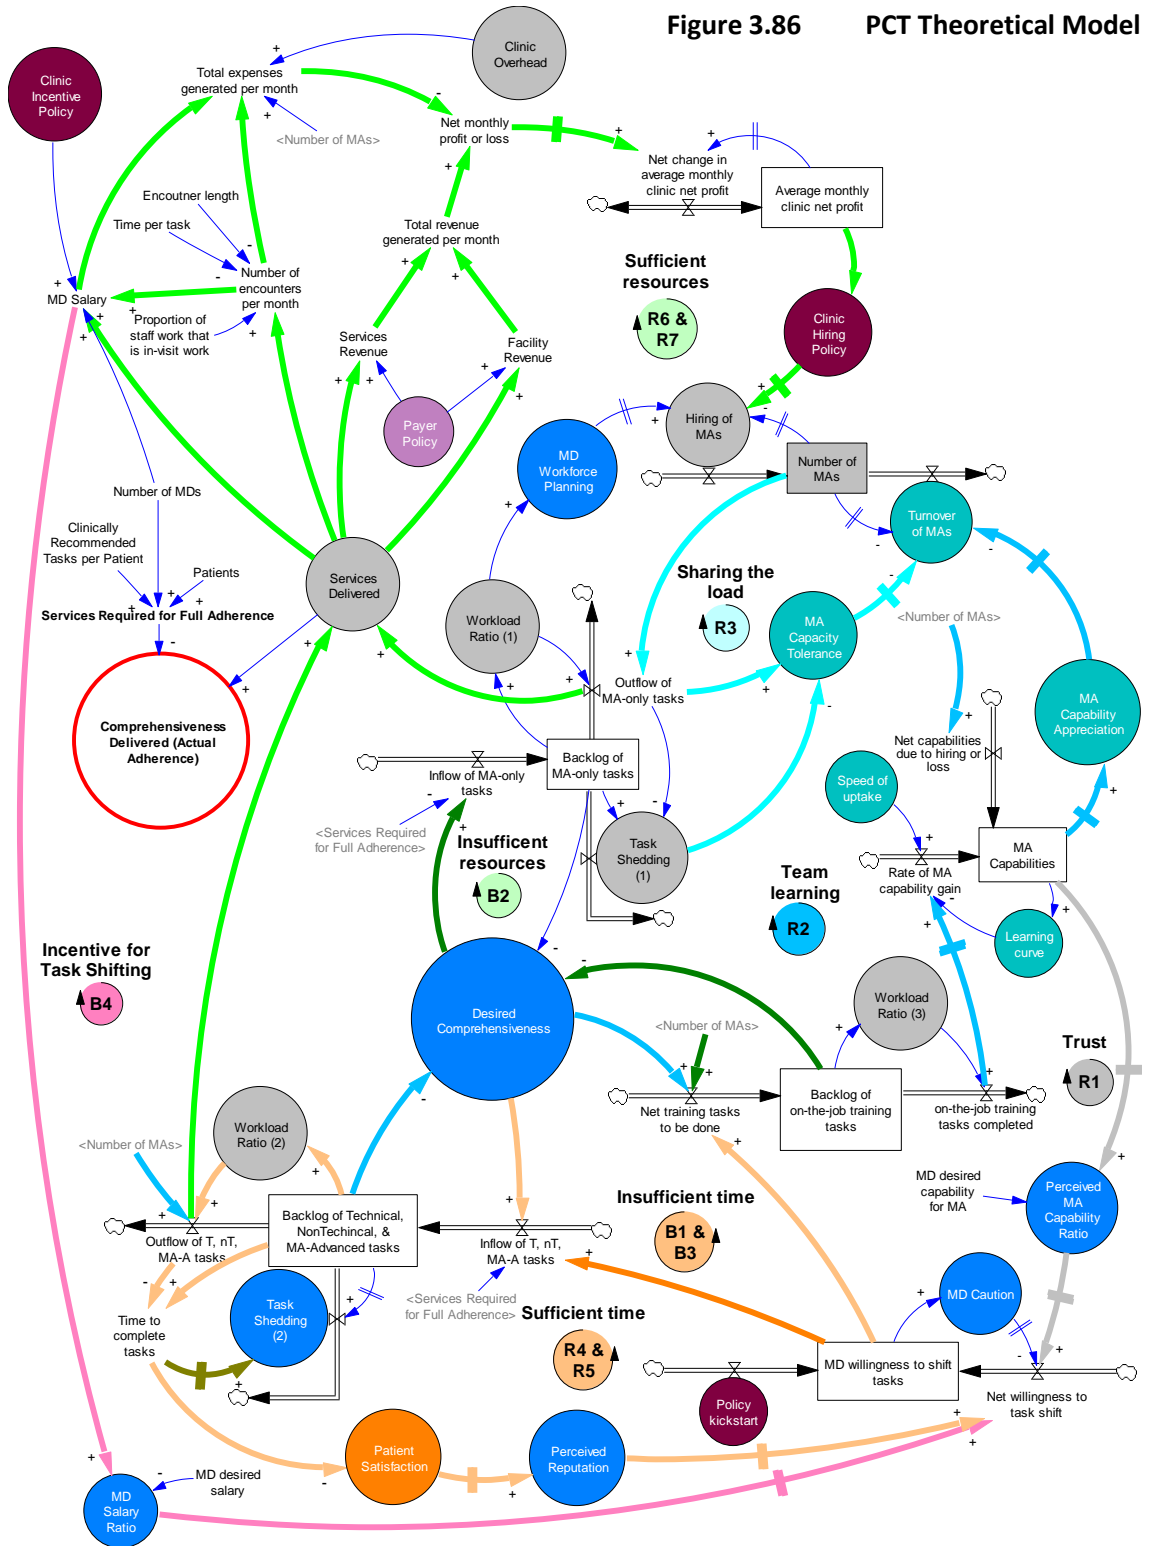 Figure 3.86 PCT Theoretical Model
Clinic
Incentive
Policy
Total expenses
generated per month
Clinic
Overhead
<Number of MAs>
Net monthly
profit or loss
Net change in
average monthly
clinic net profit
Average monthly
clinic net profit
Encoutner length
Time per task
Total revenue
generated per month
MD Salary
Number of
encounters
per month
Proportion of
staff work that
is in-visit work
Sufficient
resources
R6 &
R7
Clinic
Hiring
Policy
Services
Revenue
Facility
Revenue
Payer
Policy
Hiring of
MAs
MD
Workforce
Planning
Number of
MAs
Turnover
of MAs
Number of MDs
Clinically
Recommended
Tasks per Patient
Patients
Services Required for Full Adherence
Services
Delivered
Workload
Ratio (1)
Sharing the
load
R3
MA
Capacity
Tolerance
<Number of MAs>
Outflow of
MA-only tasks
MA
Capability
Appreciation
Comprehensiveness
Delivered (Actual
Adherence)
Net capabilities
due to hiring or
loss
Backlog of
MA-only tasks
Inflow of MA-only
tasks
Speed of
uptake
<Services Required
for Full Adherence>
Insufficient
resources
B2
Task
Shedding
(1)
MA
Capabilities
Rate of MA
capability gain
Team
learning
R2
Learning
curve
Incentive for
Task Shifting
B4
Desired
Comprehensiveness
Workload
Ratio (3)
<Number of MAs>
Trust
R1
Backlog of
on-the-job training
tasks
Net training tasks
to be done
on-the-job training
tasks completed
Workload
Ratio (2)
<Number of MAs>
MD desired
capability
for MA
Perceived
MA
Capability
Ratio
Insufficient time
B1 &
B3
Backlog of Technical,
NonTechincal, &
MA-Advanced tasks
Outflow of T, nT,
MA-A tasks
Inflow of T, nT,
MA-A tasks
<Services Required
for Full Adherence>
Task
Shedding
(2)
MD Caution
Time to
complete
tasks
Sufficient time
R4 &
R5
MD willingness to shift
tasks
Policy
kickstart
Net willingness to
task shift
Patient
Satisfaction
Perceived
Reputation
MD desired
salary
MD
Salary
Ratio